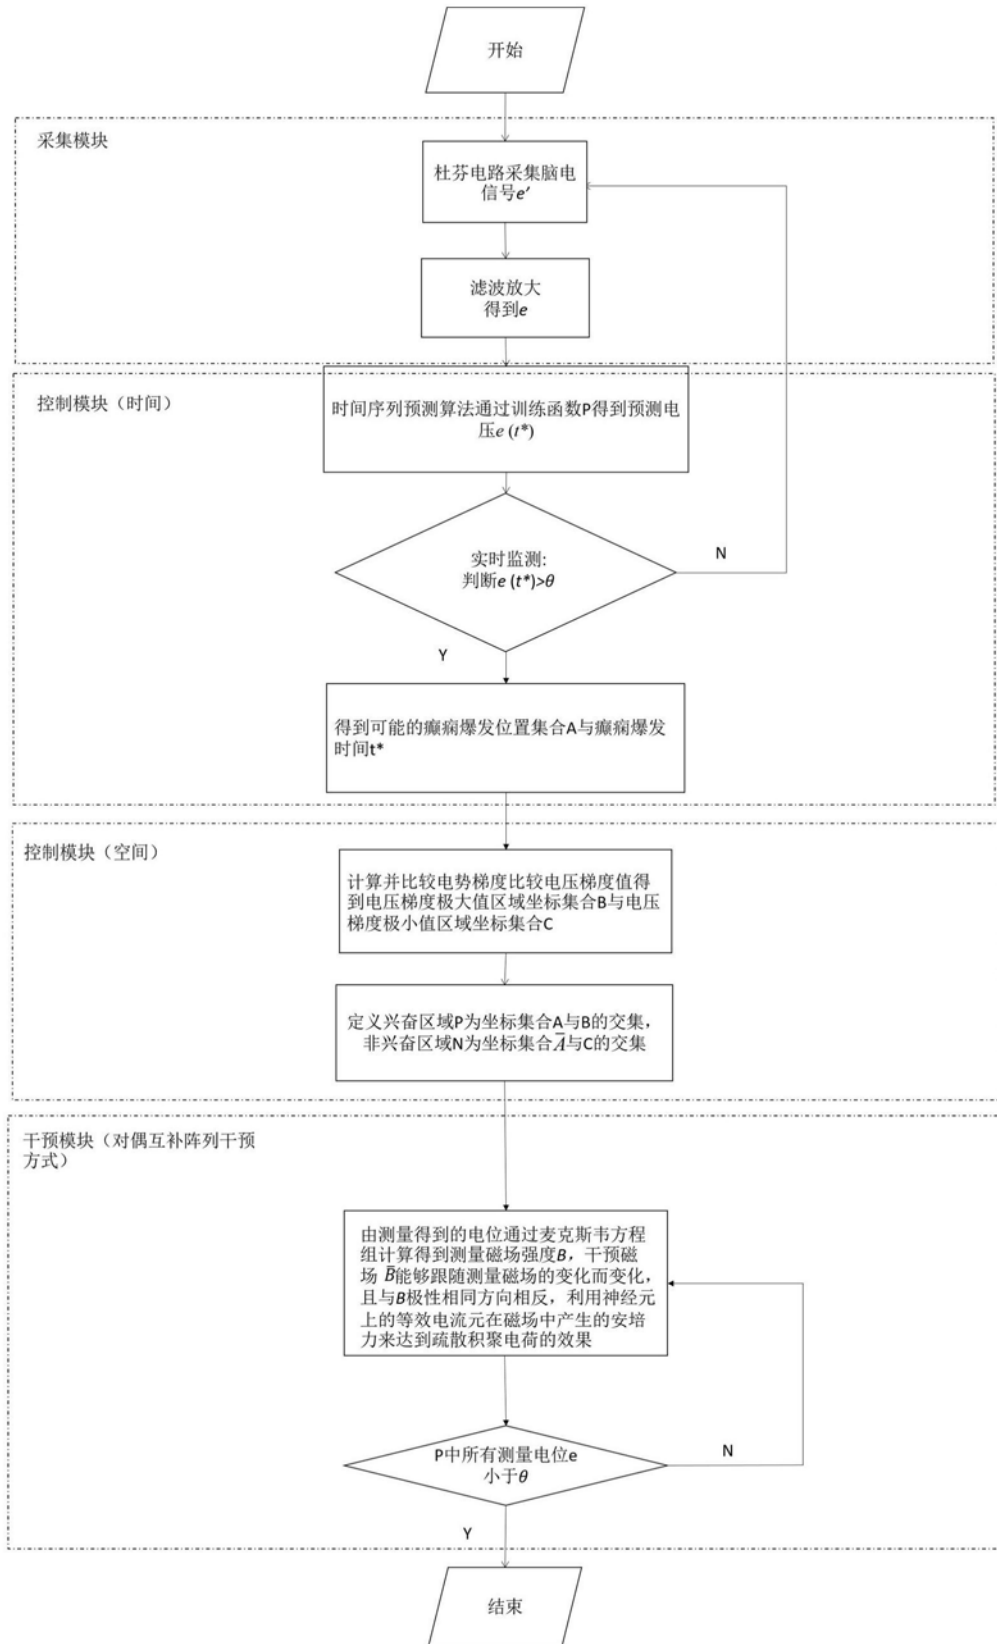 开始
采集模块
杜芬电路采集脑电
信号e′
滤波放大
得到e
控制模块（时间）
时间序列预测算法通过训练函数P得到预测电
压e (t*)
实时监测:
判断e (t*)>θ
N
Y
得到可能的癫痫爆发位置集合A与癫痫爆发
时间t*
控制模块（空间）
计算并比较电势梯度比较电压梯度值得
到电压梯度极大值区域坐标集合B与电压
梯度极小值区域坐标集合C
定义兴奋区域P为坐标集合A与B的交集，
非兴奋区域N为坐标集合A̅与C的交集
干预模块（对偶互补阵列干预
方式）
由测量得到的电位通过麦克斯韦方程
组计算得到测量磁场强度B，干预磁
场 B̅能够跟随测量磁场的变化而变化，
且与B极性相同方向相反，利用神经元
上的等效电流元在磁场中产生的安培
力来达到疏散积聚电荷的效果
P中所有测量电位e
小于θ
N
Y
结束